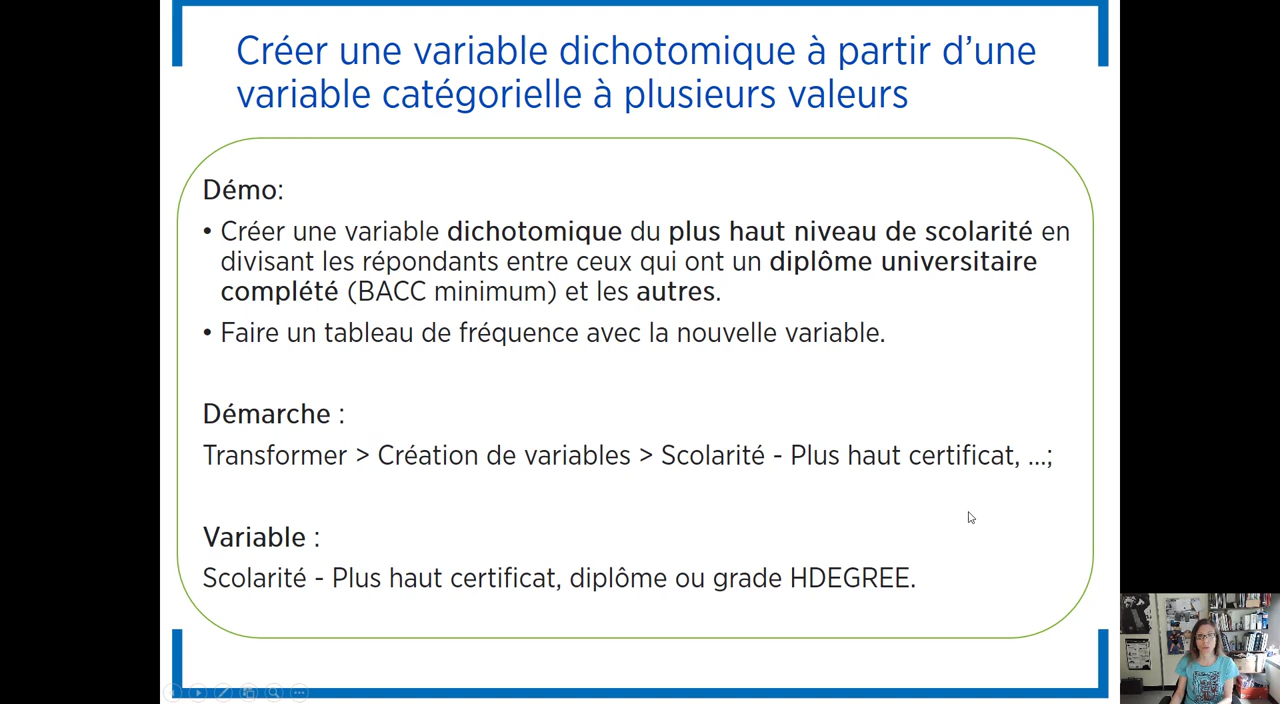 Créer une variable dichotomique à partir d’une
variable catégorielle à plusieurs valeurs
Démo:
• Créer une variable dichotomique du plus haut niveau de scolarité en
divisant les répondants entre ceux qui ont un diplôme universitaire
complété (BACC minimum) et les autres.
• Faire un tableau de fréquence avec la nouvelle variable.
Démarche :
Transformer > Création de variables > Scolarité - Plus haut certificat, ...;
Variable :
Scolarité - Plus haut certificat, diplôme ou grade HDEGREE.